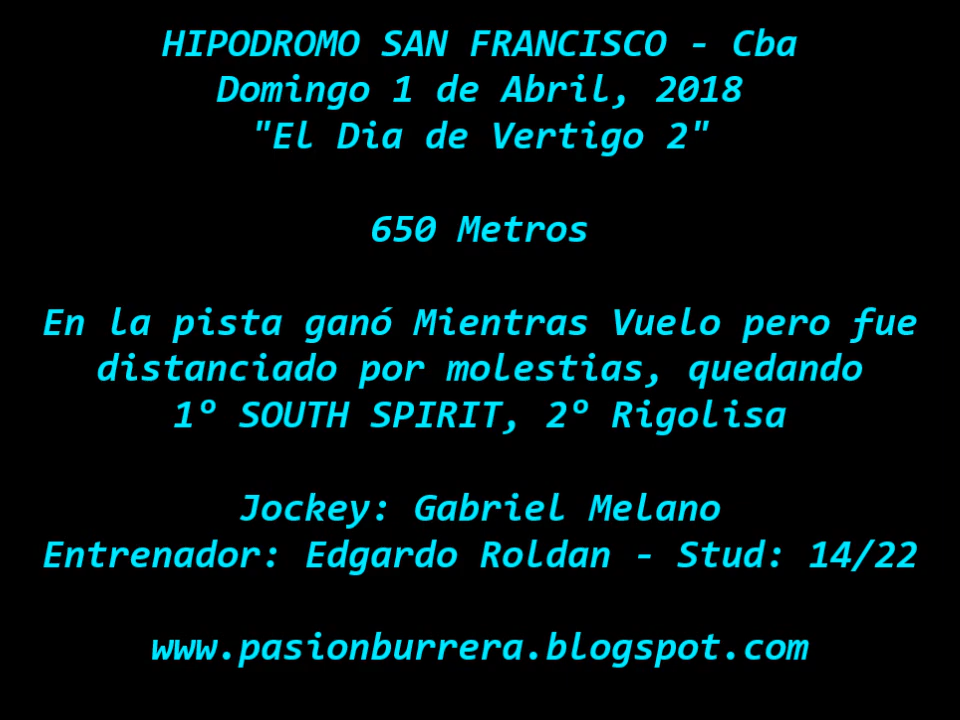 HIPODROMO SAN FRANCISCO - Cba
Domingo 1 de Abril, 2018
"El Dia de Vertigo 2"
650 Metros
En la pista ganó Mientras Vuelo pero fue
distanciado por molestias, quedando
1º SOUTH SPIRIT, 2º Rigolisa
Jockey: Gabriel Melano
Entrenador: Edgardo Roldan - Stud: 14/22
www.pasionburrera.blogspot.com